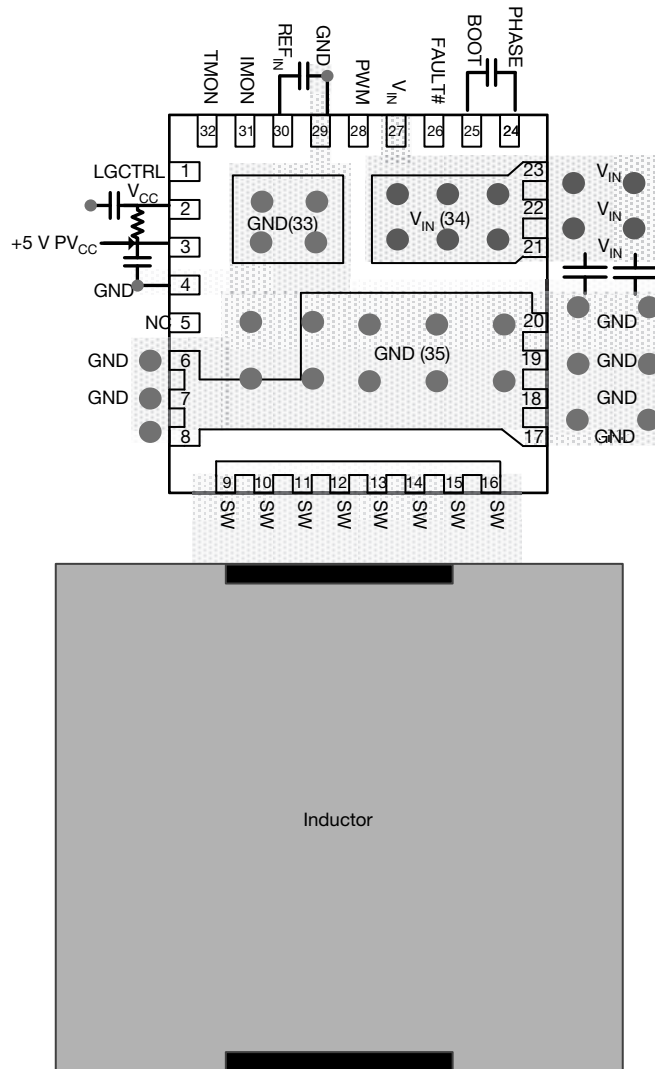 TMON
IMON
REFIN
GND
PWM
VIN
FAULT#
BOOT
PHASE
32
31
30
29
28
27
26
25
24
LGCTRL
1
VCC
2
+5 V PVCC
3
GND
4
NC
5
GND
6
GND
7
8
GND(33)
VIN (34)
GND (35)
23
22
21
20
19
18
17
VIN
VIN
VIN
GND
GND
GND
GND
9
10
11
12
13
14
15
16
SW
SW
SW
SW
SW
SW
SW
SW
Inductor